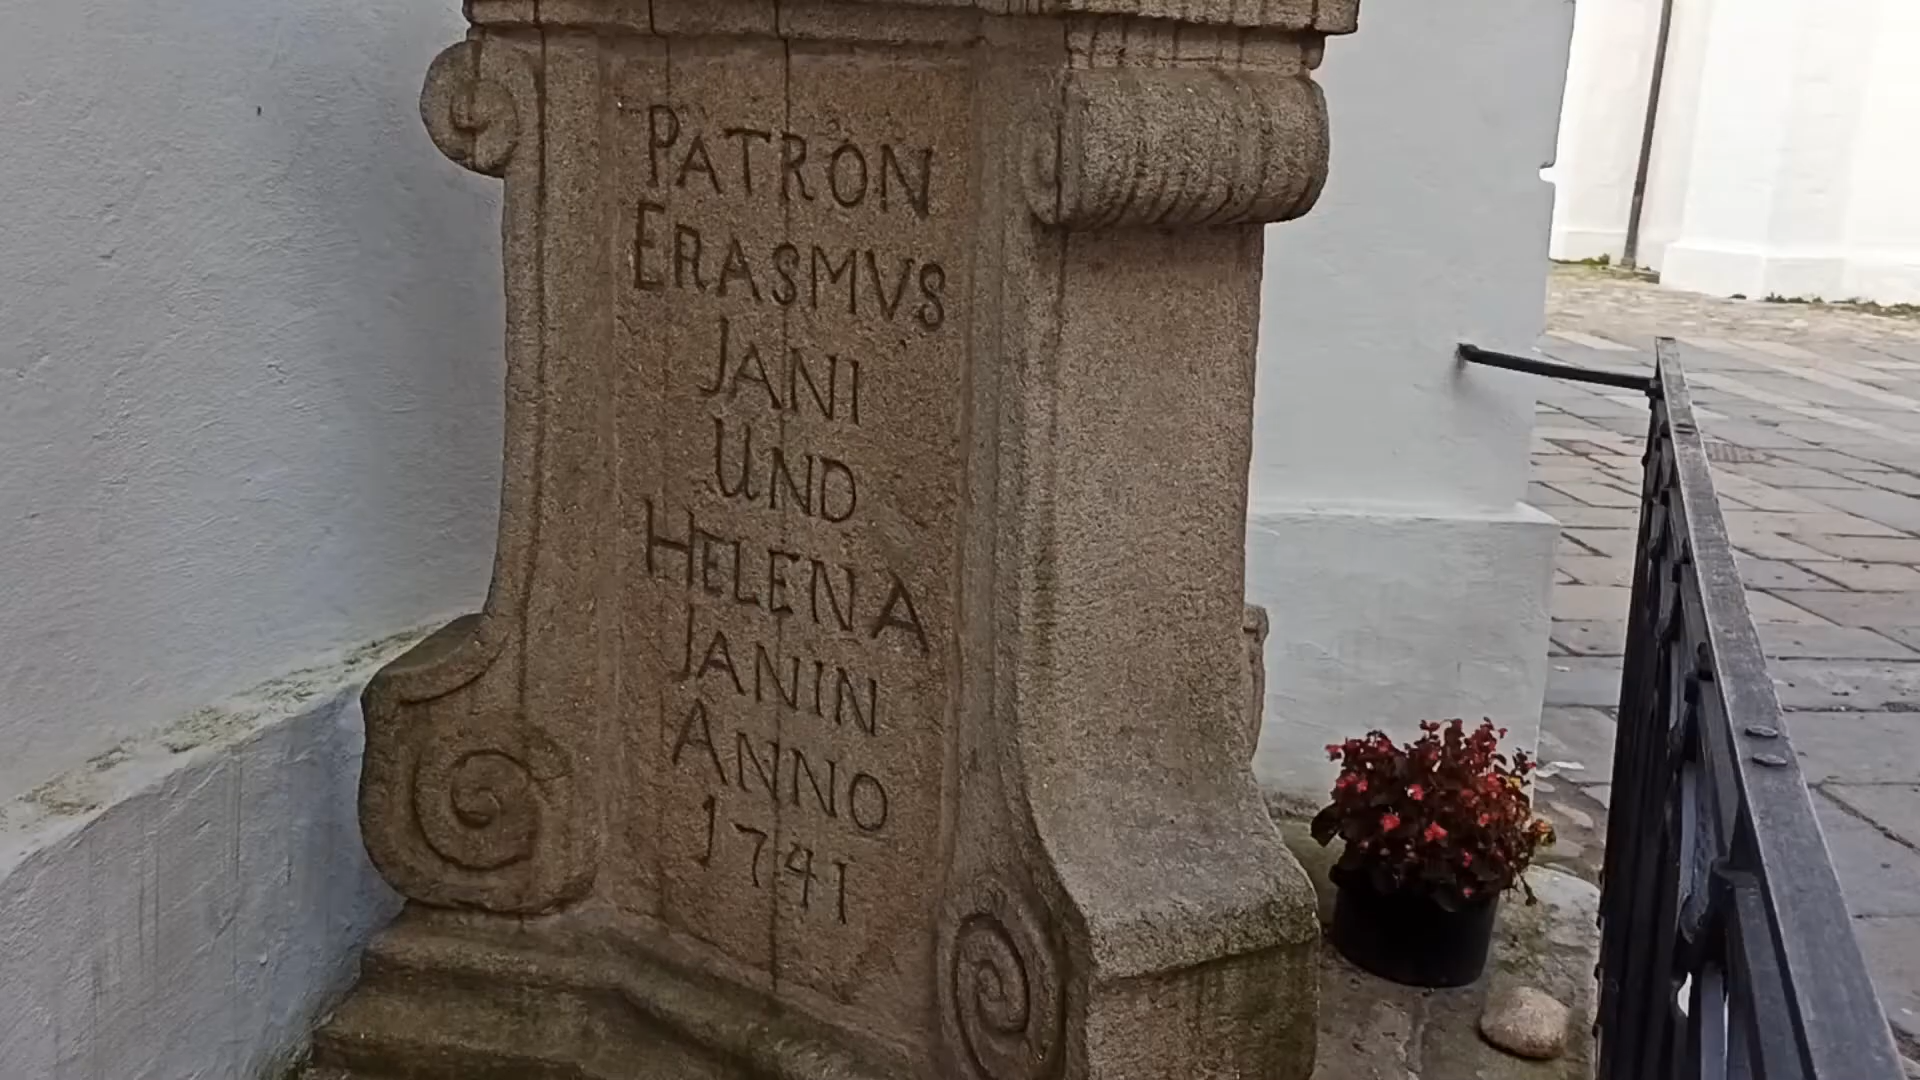 PATRON
ERASMVS
JANI
UND
HELENA
JANIN
ANNO
1741